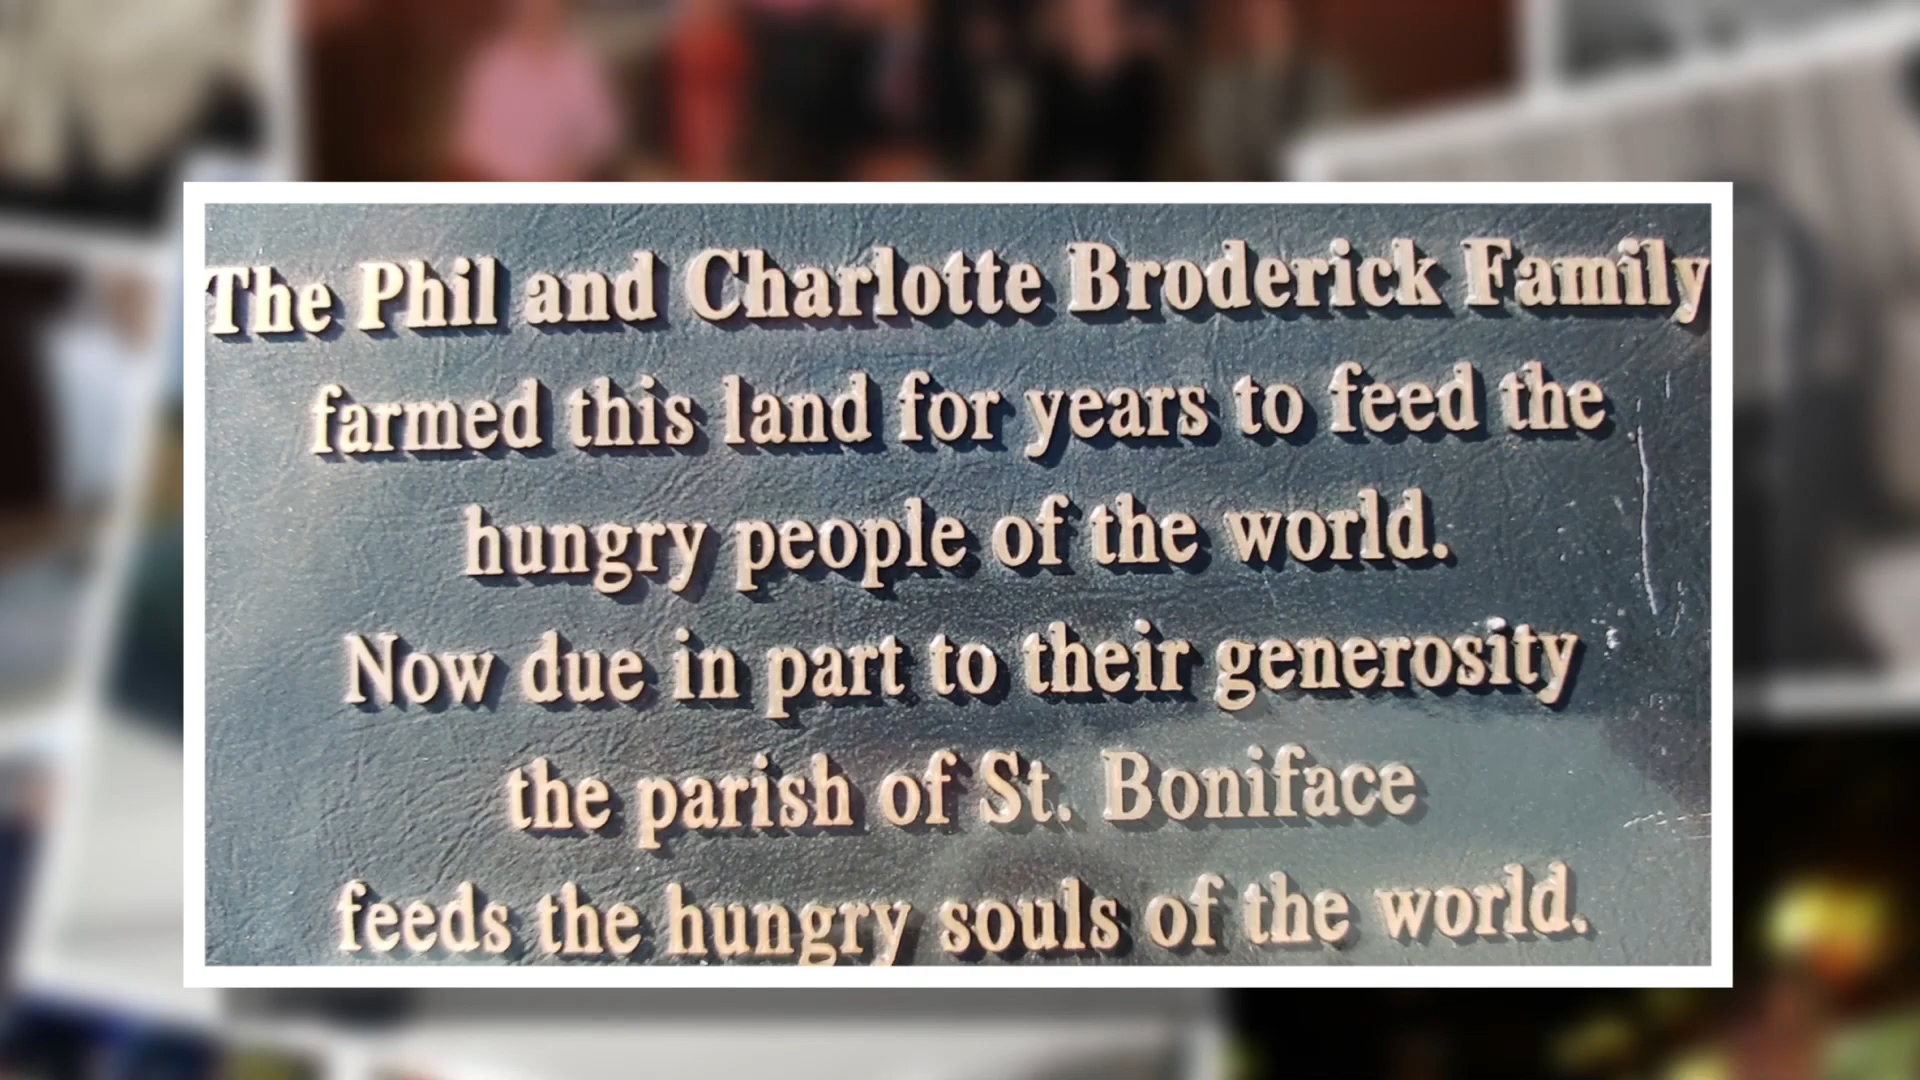 The Phil and Charlotte Broderick Family
farmed this land for years to feed the
hungry people of the world.
Now due in part to their generosity
the parish of St. Boniface
feeds the hungry souls of the world.